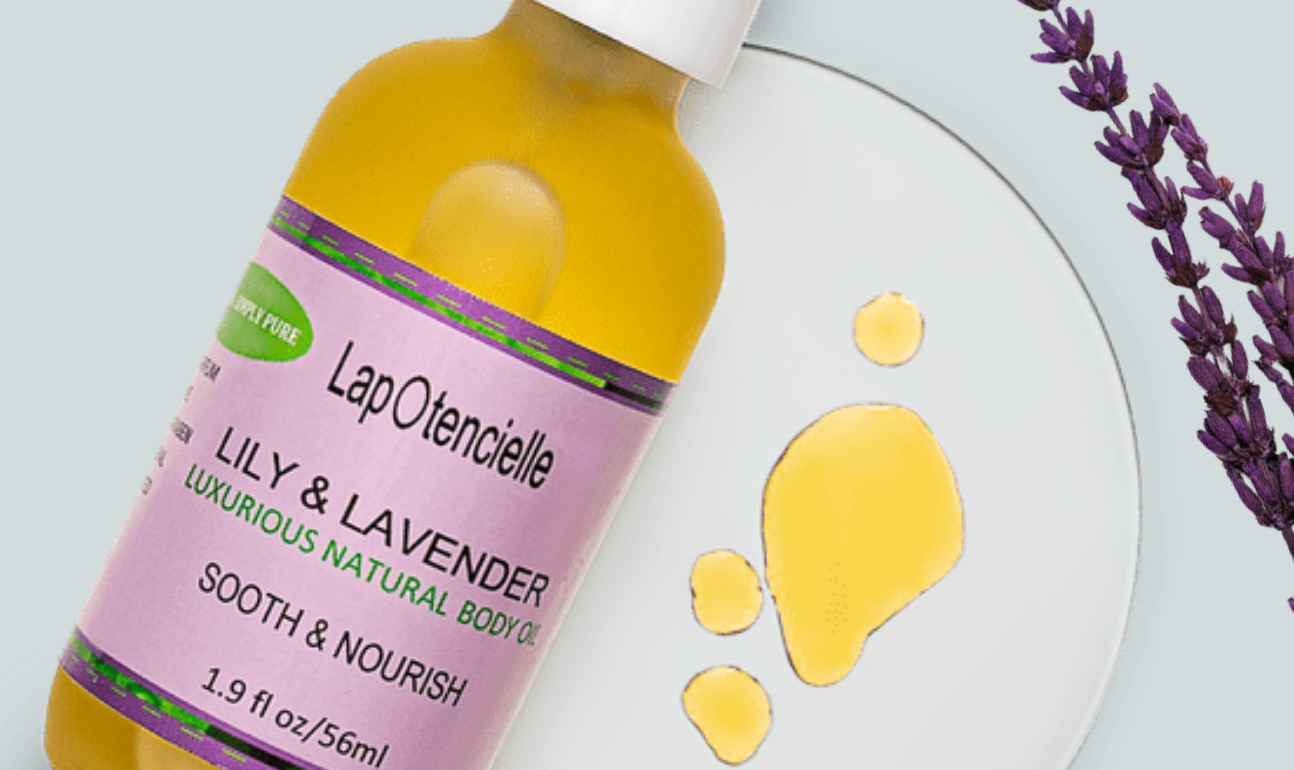 SIMPLY PURE
LapOtencielle
LILY & LAVENDER
LUXURIOUS NATURAL BODY OIL
SOOTH & NOURISH
1.9 fl oz/56ml